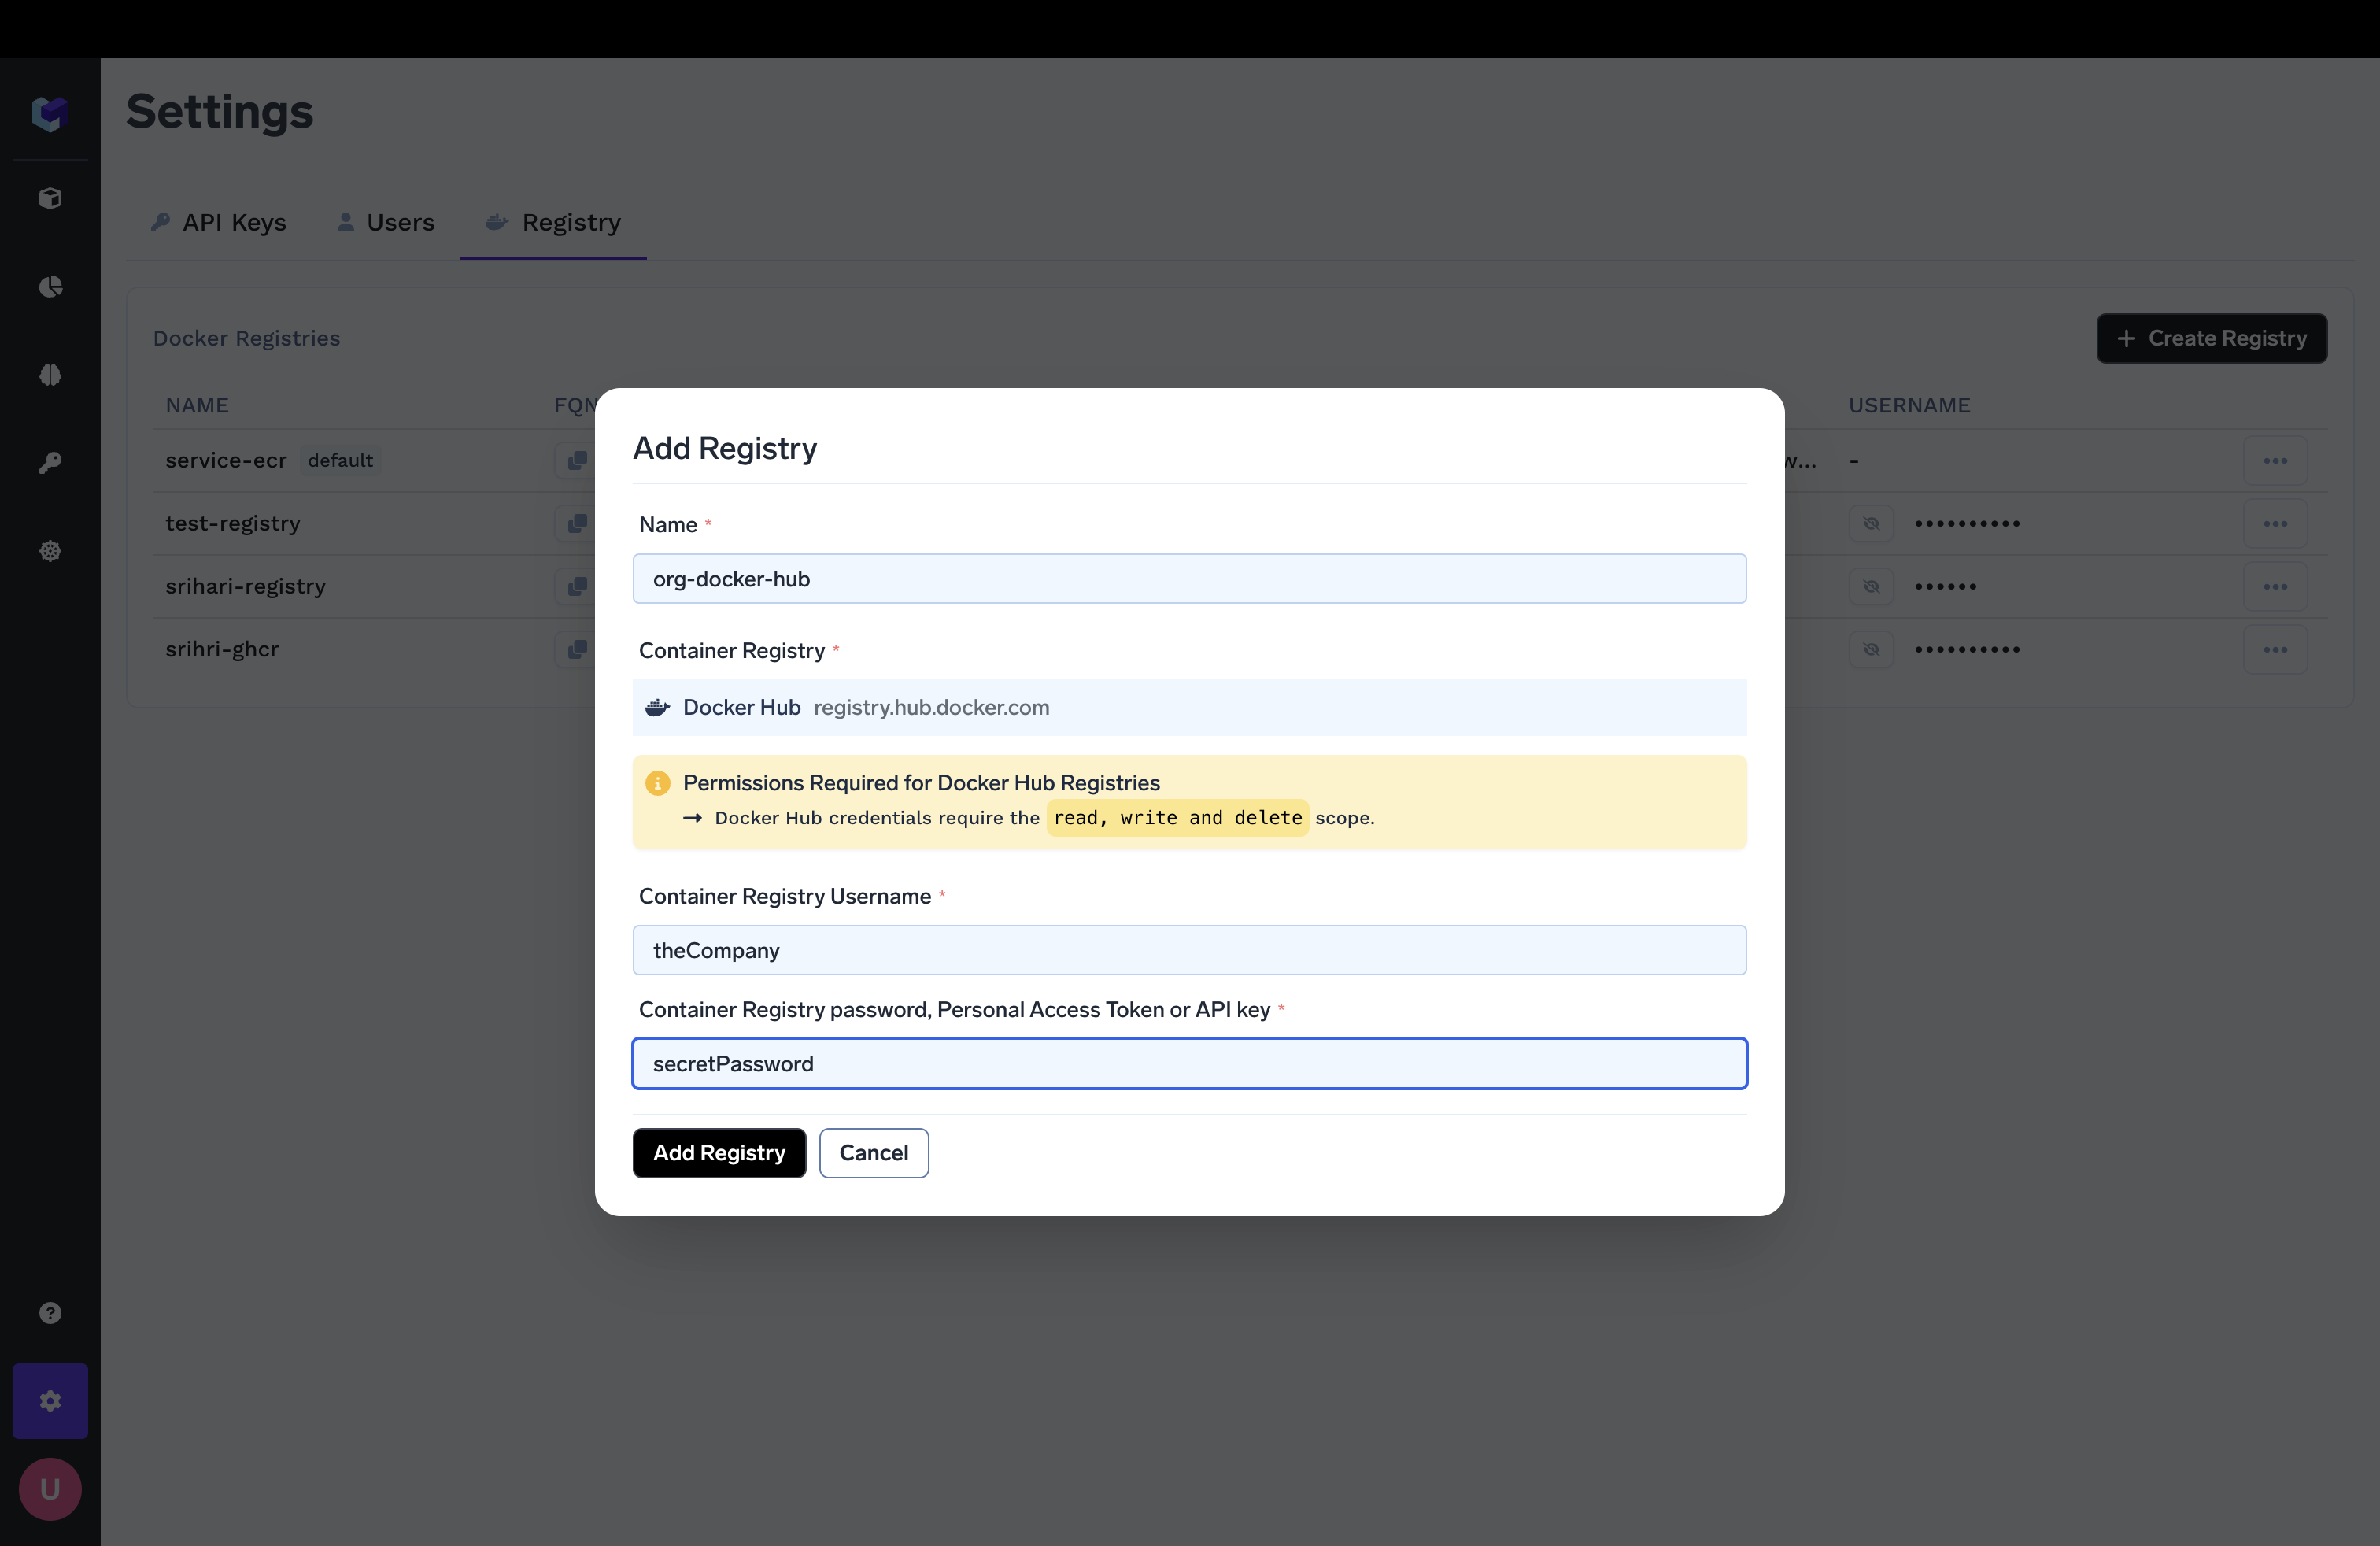 Settings
API Keys Users Registry
Docker Registries
+ Create Registry
NAME FQN USERNAME
service-ecr default w... -
test-registry ••••••••••
srihari-registry ••••••
srihri-ghcr ••••••••••
Add Registry
Name *
org-docker-hub
Container Registry *
Docker Hub registry.hub.docker.com
Permissions Required for Docker Hub Registries
→ Docker Hub credentials require the read, write and delete scope.
Container Registry Username *
theCompany
Container Registry password, Personal Access Token or API key *
secretPassword
Add Registry Cancel
U